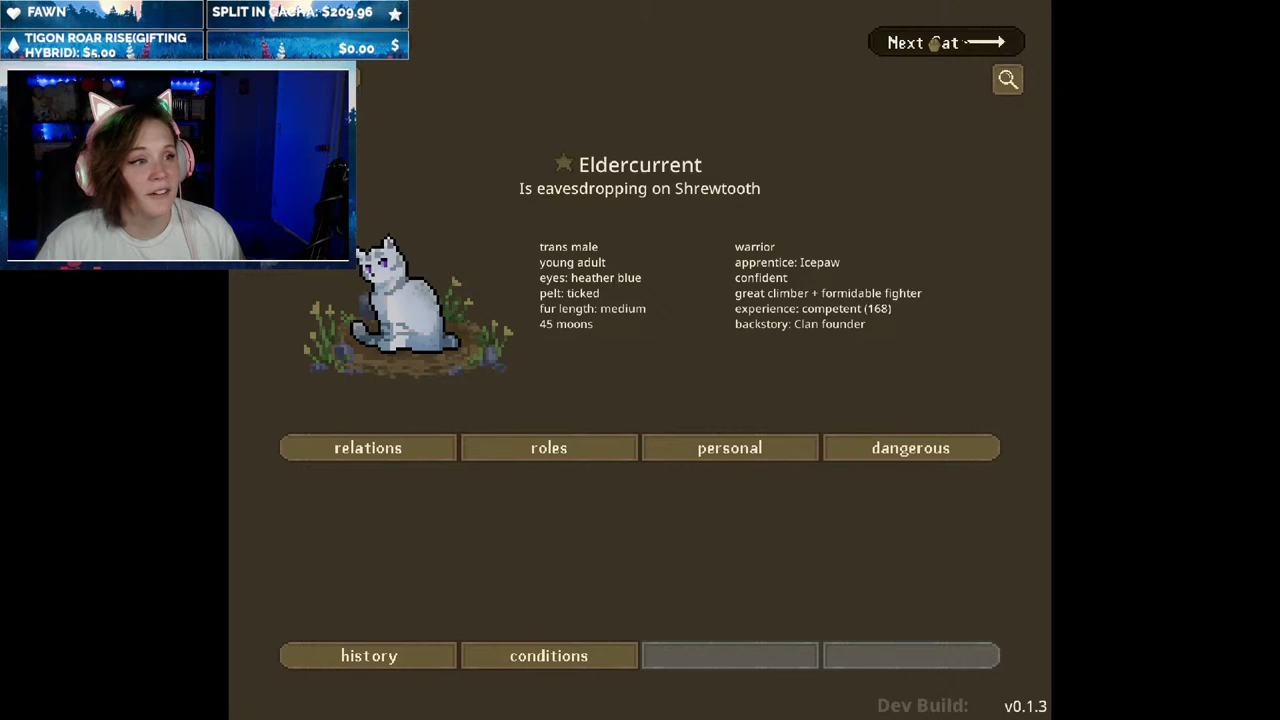 FAWN
SPLIT IN GACHA: $209.96
TIGON ROAR RISE(GIFTING
HYBRID): $5.00
$0.00 $
Next Cat
Eldercurrent
Is eavesdropping on Shrewtooth
trans male
young adult
eyes: heather blue
pelt: ticked
fur length: medium
45 moons
warrior
apprentice: Icepaw
confident
great climber + formidable fighter
experience: competent (168)
backstory: Clan founder
relations
roles
personal
dangerous
history
conditions
Dev Build: v0.1.3